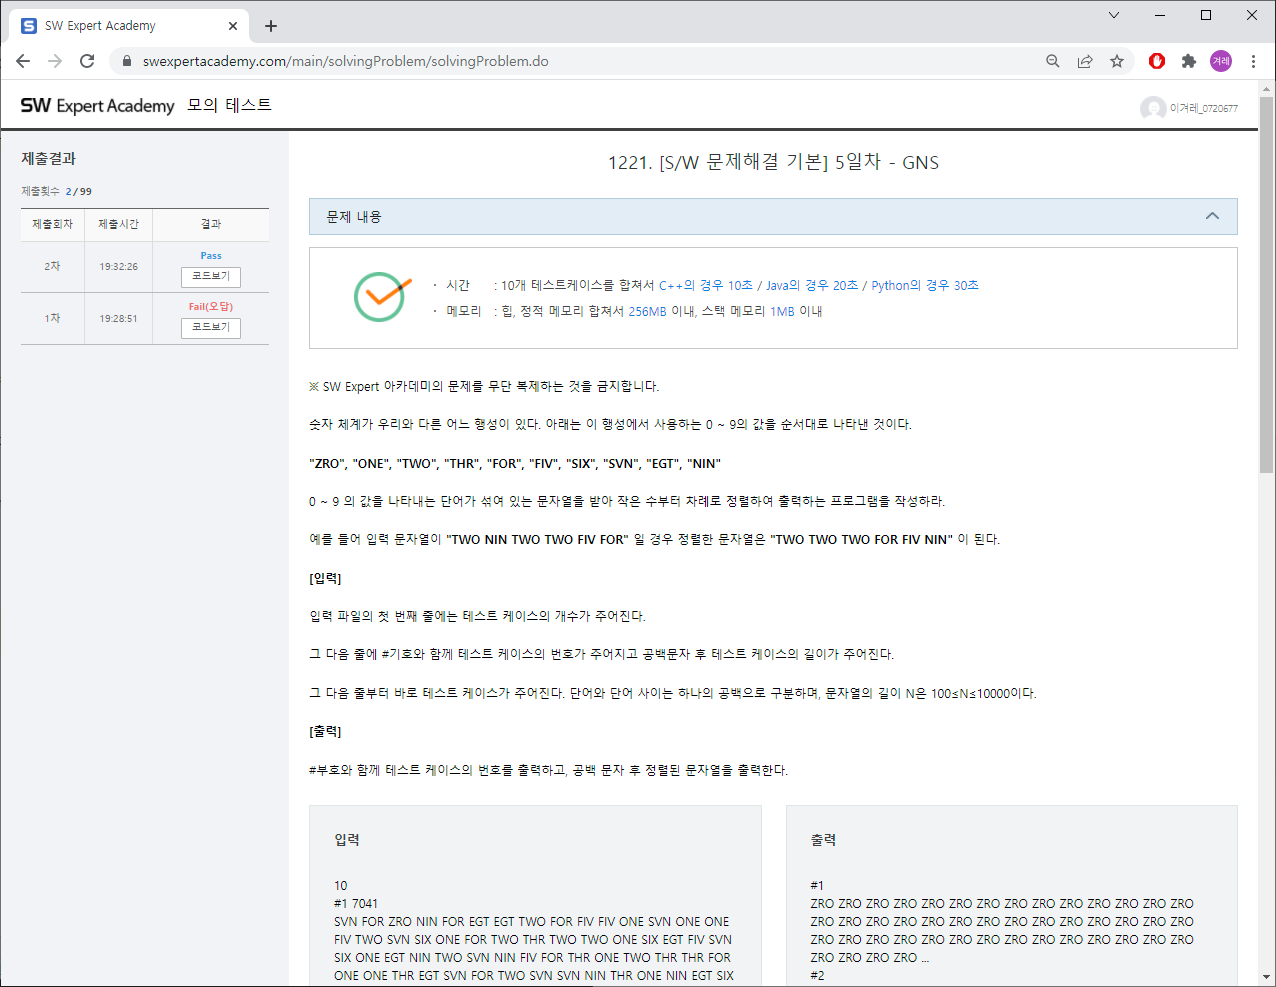 SW Expert Academy
swexpertacademy.com/main/solvingProblem/solvingProblem.do
겨레
SW Expert Academy 모의 테스트
이겨레_0720677
제출결과
제출횟수 2/99
제출회차 제출시간 결과
2차 19:32:26 Pass
코드보기
1차 19:28:51 Fail(오답)
코드보기
1221. [S/W 문제해결 기본] 5일차 - GNS
문제 내용
· 시간 : 10개 테스트케이스를 합쳐서 C++의 경우 10초 / Java의 경우 20초 / Python의 경우 30초
· 메모리 : 힙, 정적 메모리 합쳐서 256MB 이내, 스택 메모리 1MB 이내
※ SW Expert 아카데미의 문제를 무단 복제하는 것을 금지합니다.
숫자 체계가 우리와 다른 어느 행성이 있다. 아래는 이 행성에서 사용하는 0 ~ 9의 값을 순서대로 나타낸 것이다.
"ZRO", "ONE", "TWO", "THR", "FOR", "FIV", "SIX", "SVN", "EGT", "NIN"
0 ~ 9 의 값을 나타내는 단어가 섞여 있는 문자열을 받아 작은 수부터 차례로 정렬하여 출력하는 프로그램을 작성하라.
예를 들어 입력 문자열이 "TWO NIN TWO TWO FIV FOR" 일 경우 정렬한 문자열은 "TWO TWO TWO FOR FIV NIN" 이 된다.
[입력]
입력 파일의 첫 번째 줄에는 테스트 케이스의 개수가 주어진다.
그 다음 줄에 #기호와 함께 테스트 케이스의 번호가 주어지고 공백문자 후 테스트 케이스의 길이가 주어진다.
그 다음 줄부터 바로 테스트 케이스가 주어진다. 단어와 단어 사이는 하나의 공백으로 구분하며, 문자열의 길이 N은 100≤N≤10000이다.
[출력]
#부호와 함께 테스트 케이스의 번호를 출력하고, 공백 문자 후 정렬된 문자열을 출력한다.
입력
10
#1 7041
SVN FOR ZRO NIN FOR EGT EGT TWO FOR FIV FIV ONE SVN ONE ONE
FIV TWO SVN SIX ONE FOR TWO THR TWO TWO ONE SIX EGT FIV SVN
SIX ONE EGT NIN TWO SVN NIN FIV FOR THR ONE TWO THR THR FOR
ONE ONE THR EGT SVN FOR TWO SVN SVN NIN THR ONE NIN EGT SIX
출력
#1
ZRO ZRO ZRO ZRO ZRO ZRO ZRO ZRO ZRO ZRO ZRO ZRO ZRO ZRO
ZRO ZRO ZRO ZRO ZRO ZRO ZRO ZRO ZRO ZRO ZRO ZRO ZRO ZRO
ZRO ZRO ZRO ZRO ZRO ZRO ZRO ZRO ZRO ZRO ZRO ZRO ZRO ZRO
ZRO ZRO ZRO ZRO ...
#2